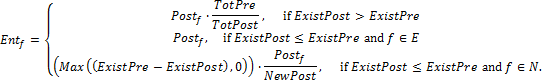 Ent_f = { Post_f · TotPre/TotPost, if ExistPost > ExistPre
Post_f, if ExistPost ≤ ExistPre and f ∈ E
(Max((ExistPre − ExistPost), 0)) · Post_f/NewPost, if ExistPost ≤ ExistPre and f ∈ N.